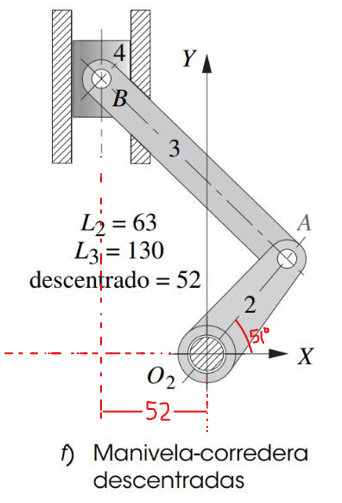 4
Y
B
3
A
L2 = 63
L3 = 130
descentrado = 52
2
51°
X
O2
52
f) Manivela-corredera
descentradas